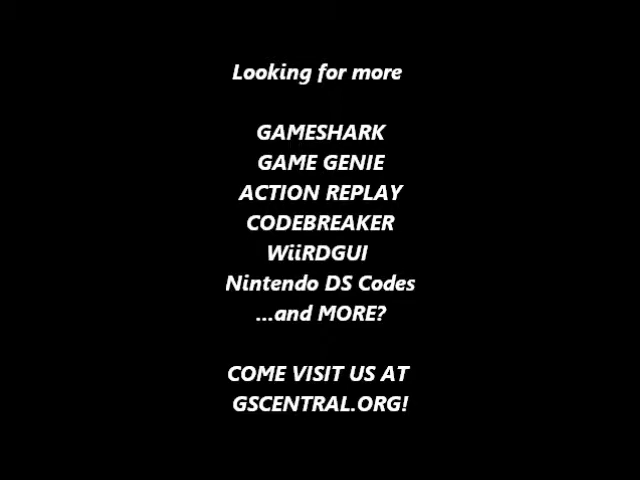 Looking for more
GAMESHARK
GAME GENIE
ACTION REPLAY
CODEBREAKER
WiiRDGUI
Nintendo DS Codes
...and MORE?
COME VISIT US AT
GSCENTRAL.ORG!